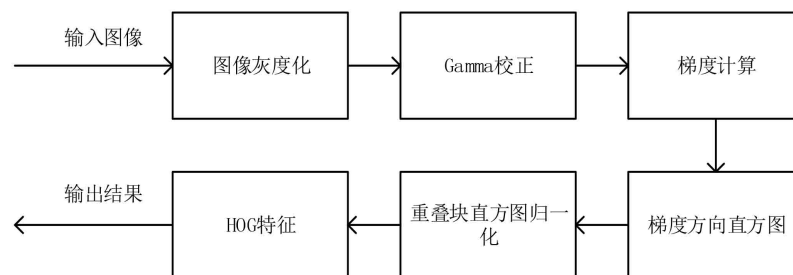 输入图像
图像灰度化
Gamma校正
梯度计算
输出结果
HOG特征
重叠块直方图归一
化
梯度方向直方图